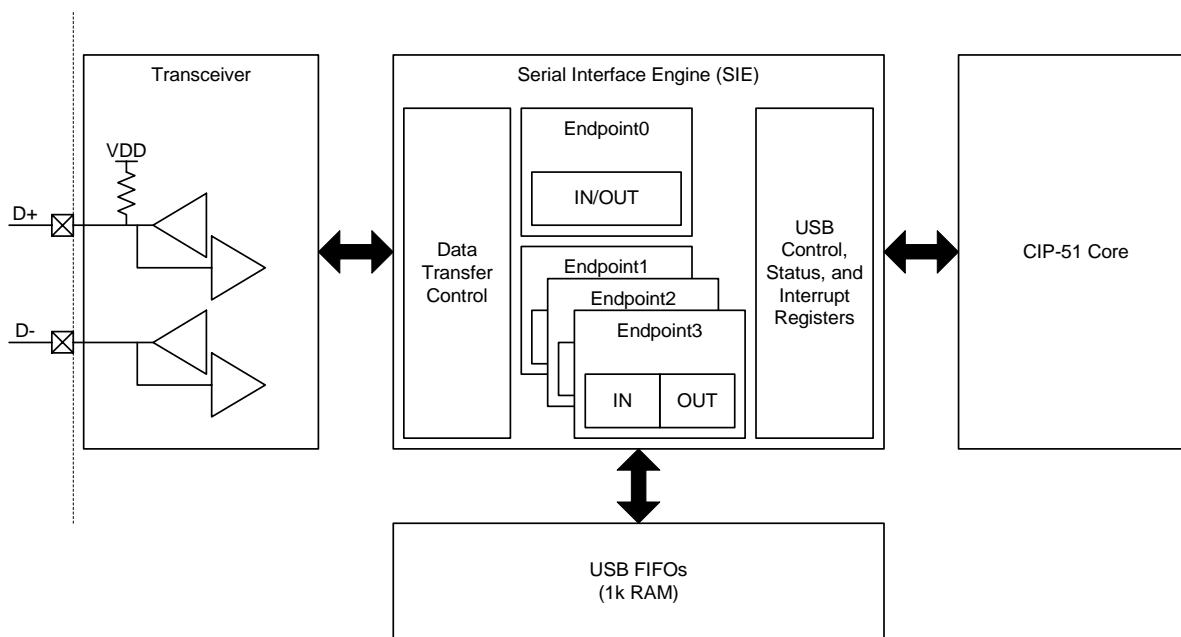 Transceiver
VDD
D+
D-
Serial Interface Engine (SIE)
Data
Transfer
Control
Endpoint0
IN/OUT
Endpoint1
Endpoint2
Endpoint3
IN
OUT
USB
Control,
Status, and
Interrupt
Registers
CIP-51 Core
USB FIFOs
(1k RAM)